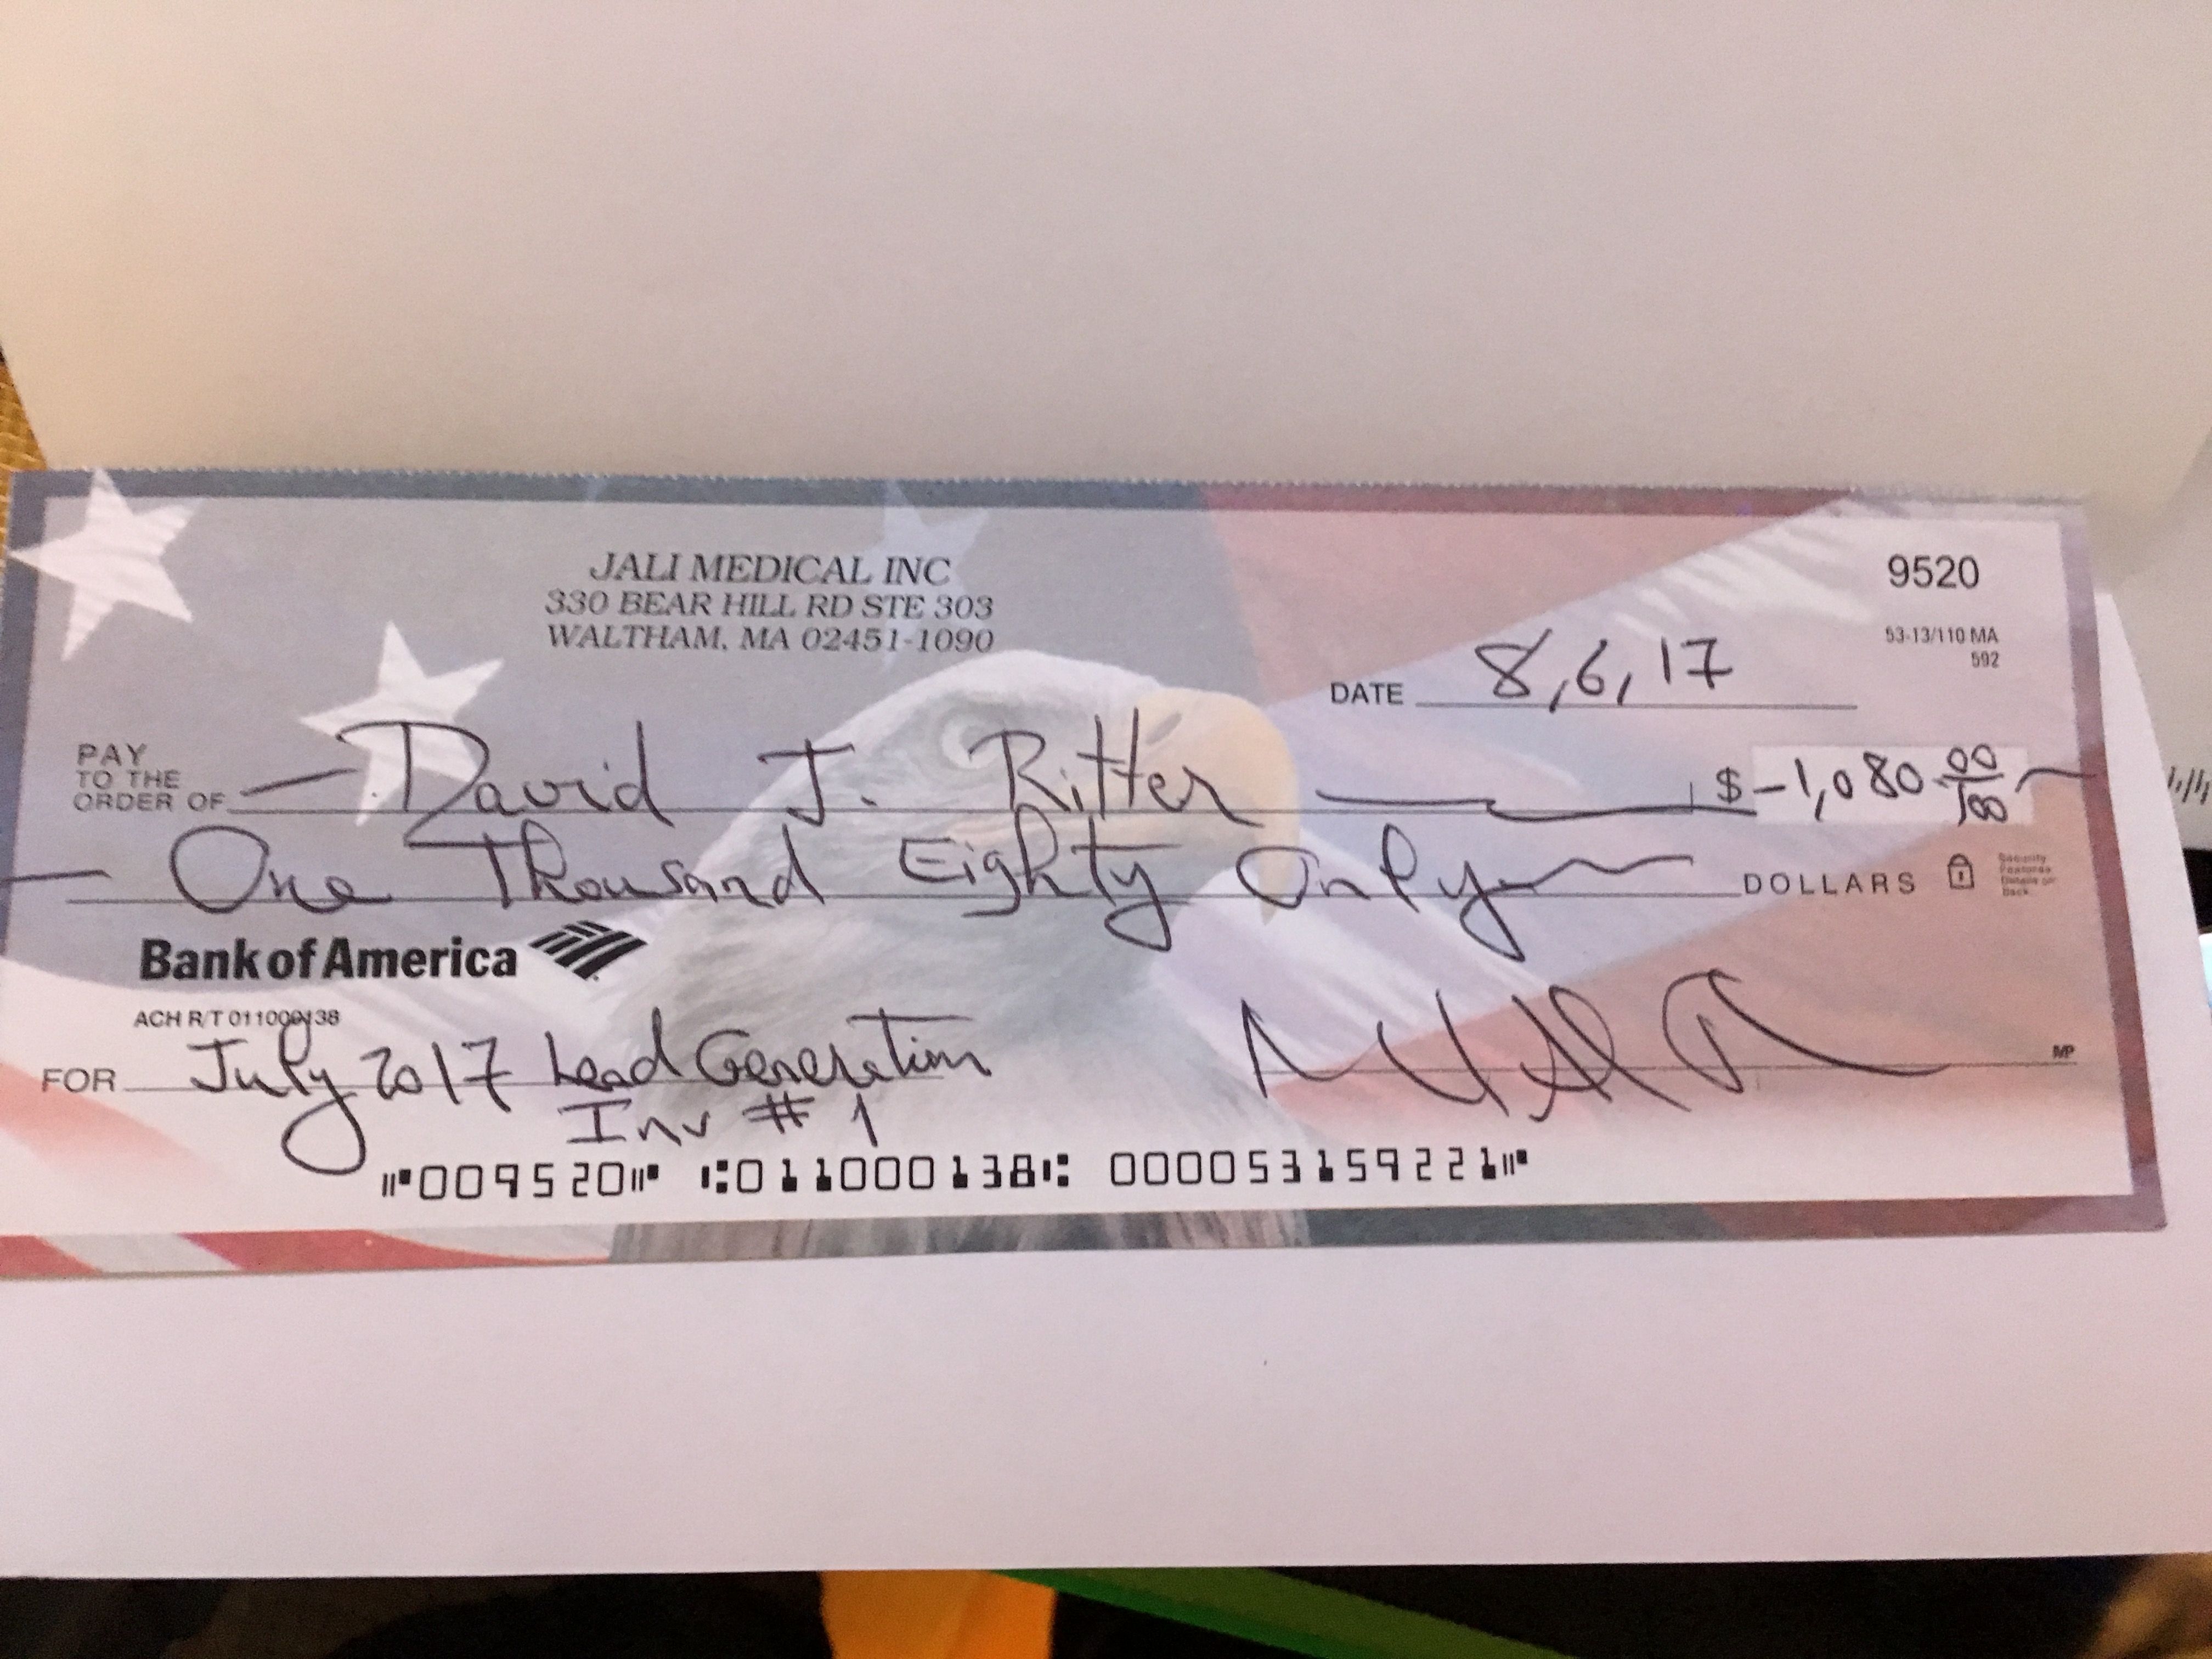 JALI MEDICAL INC
330 BEAR HILL RD STE 303
WALTHAM, MA 02451-1090
9520
53-13/110 MA
592
DATE 8,6,17
PAY
TO THE
ORDER OF David J. Ritter $ -1,080 00/100
One Thousand Eighty Only DOLLARS
Security
Features
Details on
Back
Bank of America
ACH R/T 011000138
FOR July 2017 Lead Generation
Inv # 1
MP
⑈009520⑈ ⑆011000138⑆ 000053159221⑈